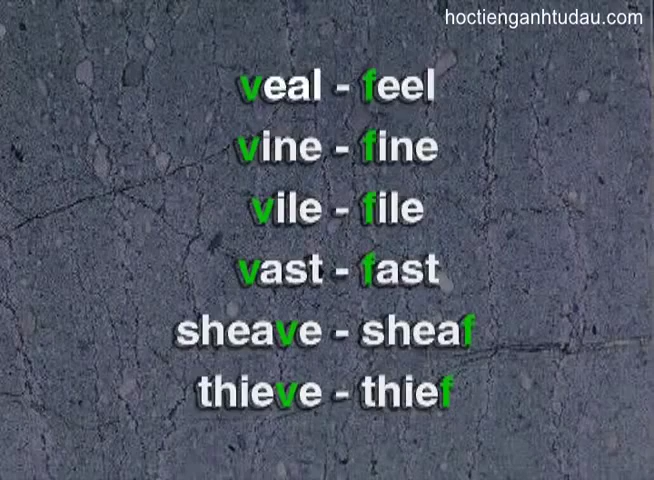 hoctienganhtudau.com
veal - feel
vine - fine
vile - file
vast - fast
sheave - sheaf
thieve - thief